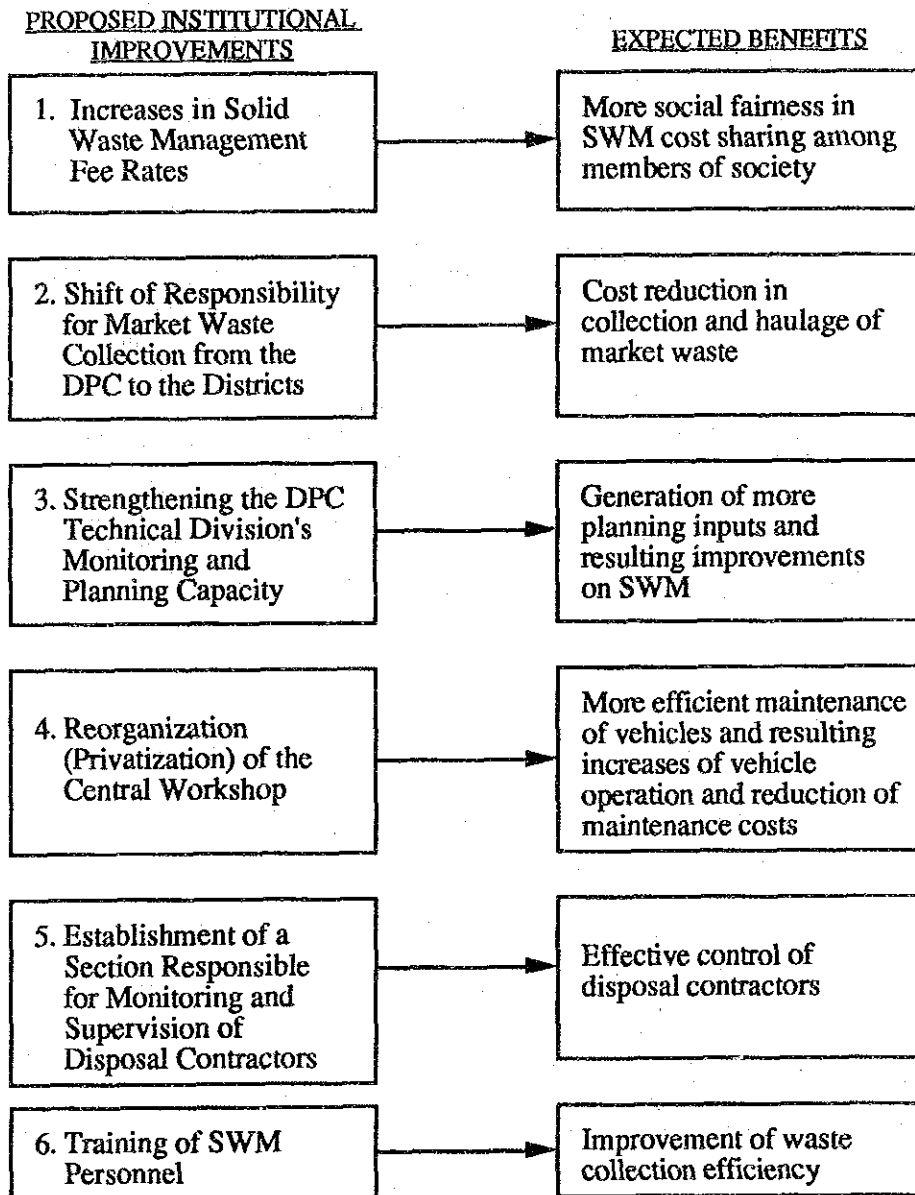 PROPOSED INSTITUTIONAL
IMPROVEMENTS
EXPECTED BENEFITS
1. Increases in Solid
Waste Management
Fee Rates
More social fairness in
SWM cost sharing among
members of society
2. Shift of Responsibility
for Market Waste
Collection from the
DPC to the Districts
Cost reduction in
collection and haulage of
market waste
3. Strengthening the DPC
Technical Division's
Monitoring and
Planning Capacity
Generation of more
planning inputs and
resulting improvements
on SWM
4. Reorganization
(Privatization) of the
Central Workshop
More efficient maintenance
of vehicles and resulting
increases of vehicle
operation and reduction of
maintenance costs
5. Establishment of a
Section Responsible
for Monitoring and
Supervision of
Disposal Contractors
Effective control of
disposal contractors
6. Training of SWM
Personnel
Improvement of waste
collection efficiency